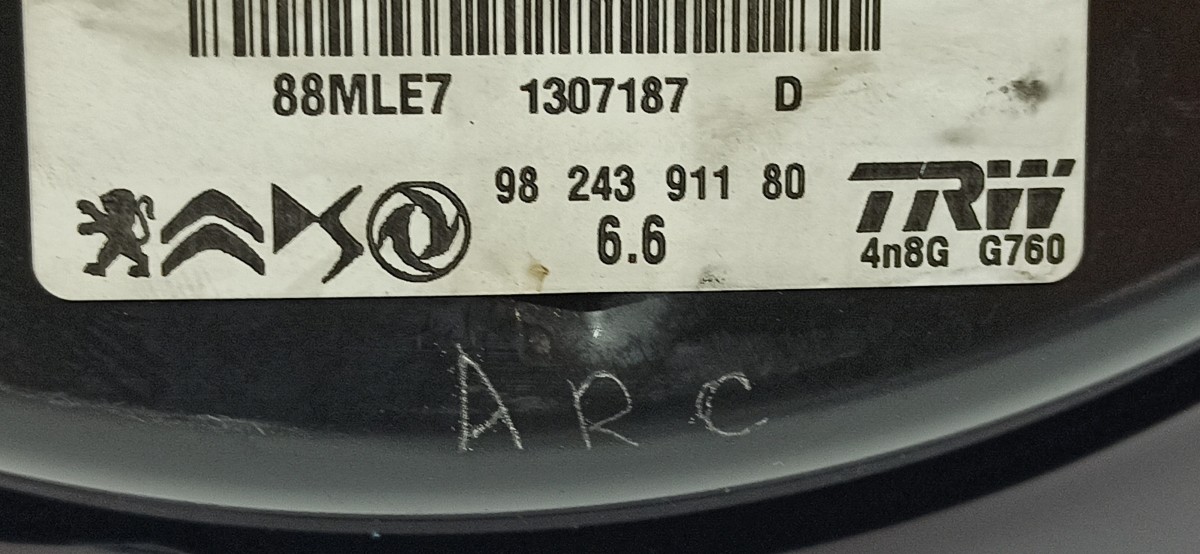 88MLE7 1307187 D
98 243 911 80
6.6
TRW
4n8G G760
ARC